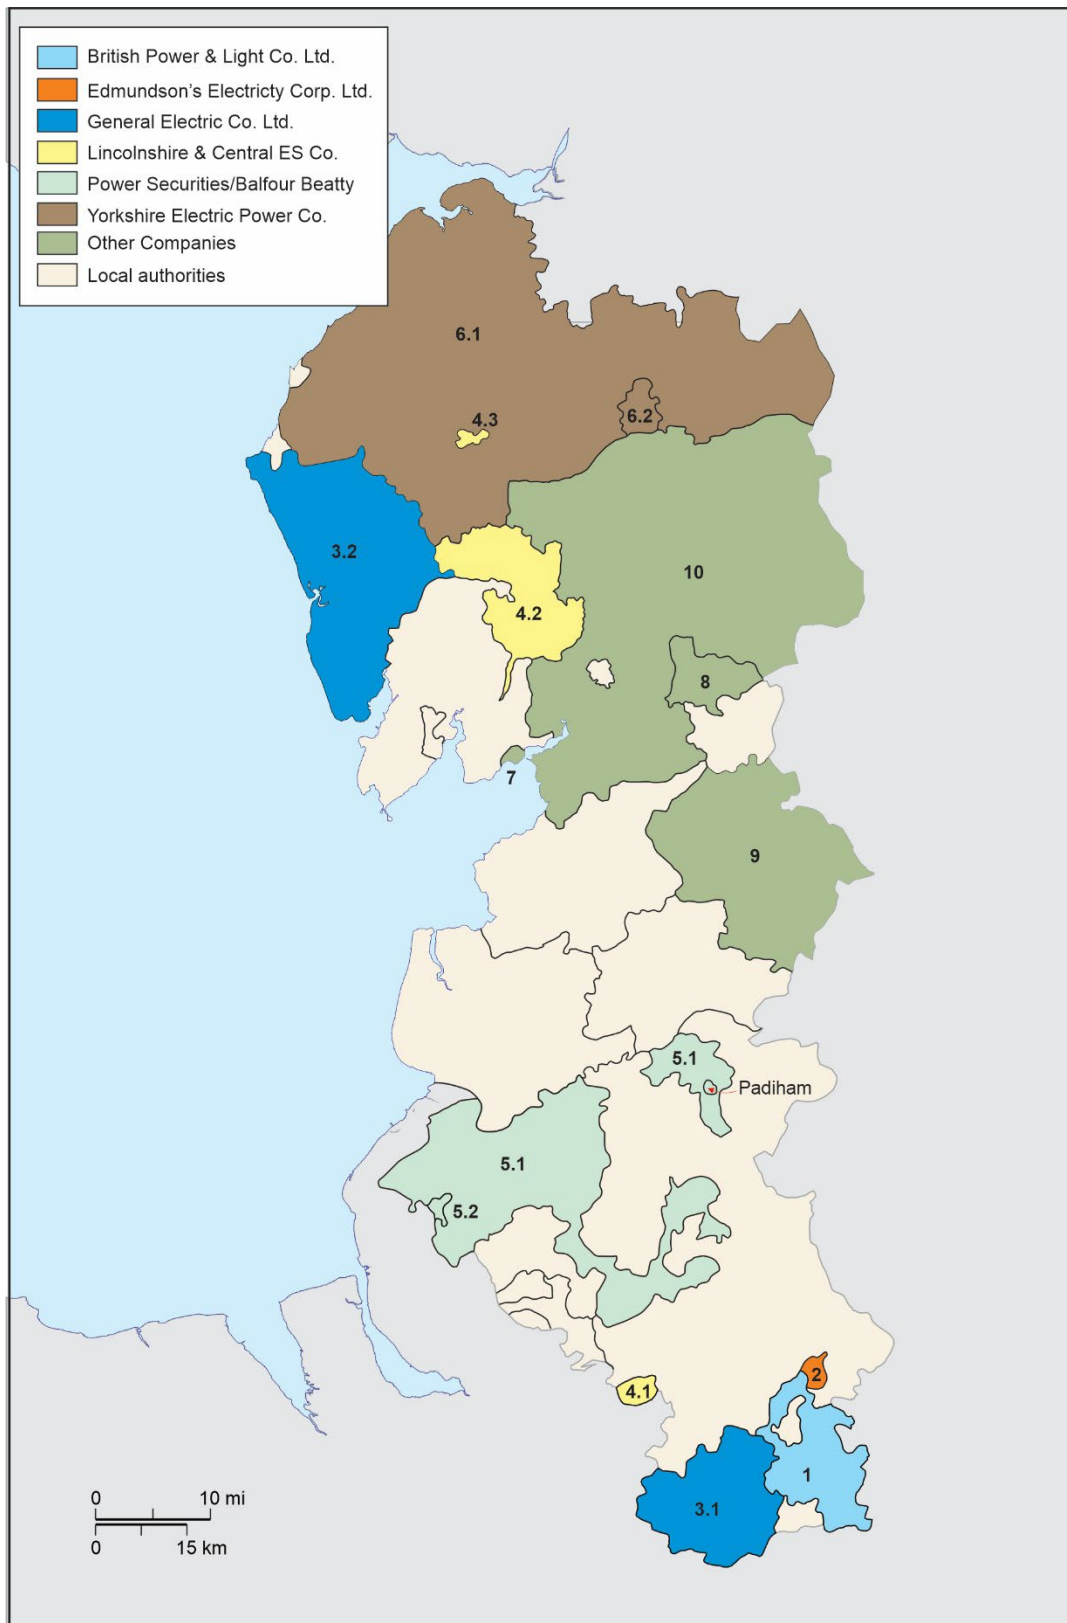 British Power & Light Co. Ltd.
Edmundson's Electricty Corp. Ltd.
General Electric Co. Ltd.
Lincolnshire & Central ES Co.
Power Securities/Balfour Beatty
Yorkshire Electric Power Co.
Other Companies
Local authorities
6.1
6.2
4.3
3.2
10
4.2
8
7
9
5.1
Padiham
5.1
5.2
2
4.1
1
3.1
0 10 mi
0 15 km